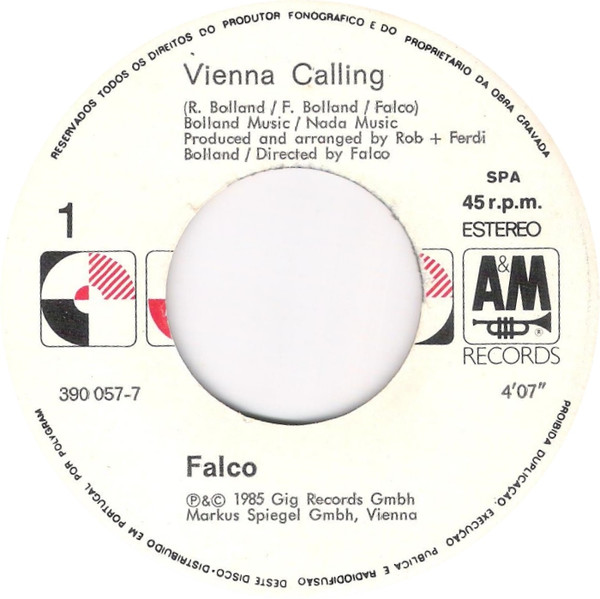 RESERVADOS TODOS OS DIREITOS DO PRODUTOR FONOGRAFICO E DO PROPRIETARIO DA OBRA GRAVADA
Vienna Calling
(R. Bolland / F. Bolland / Falco)
Bolland Music / Nada Music
Produced and arranged by Rob + Ferdi
Bolland / Directed by Falco
SPA
1
45 r.p.m.
ESTEREO
A&M
®
RECORDS
390 057-7
4'07"
Falco
℗&© 1985 Gig Records Gmbh
Markus Spiegel Gmbh, Vienna
PROIBIDA DUPLICAÇAO, EXECUÇAO PUBLICA E RADIODIFUSAO DESTE DISCO · DISTRIBUIDO EM PORTUGAL POR POLYGRAM